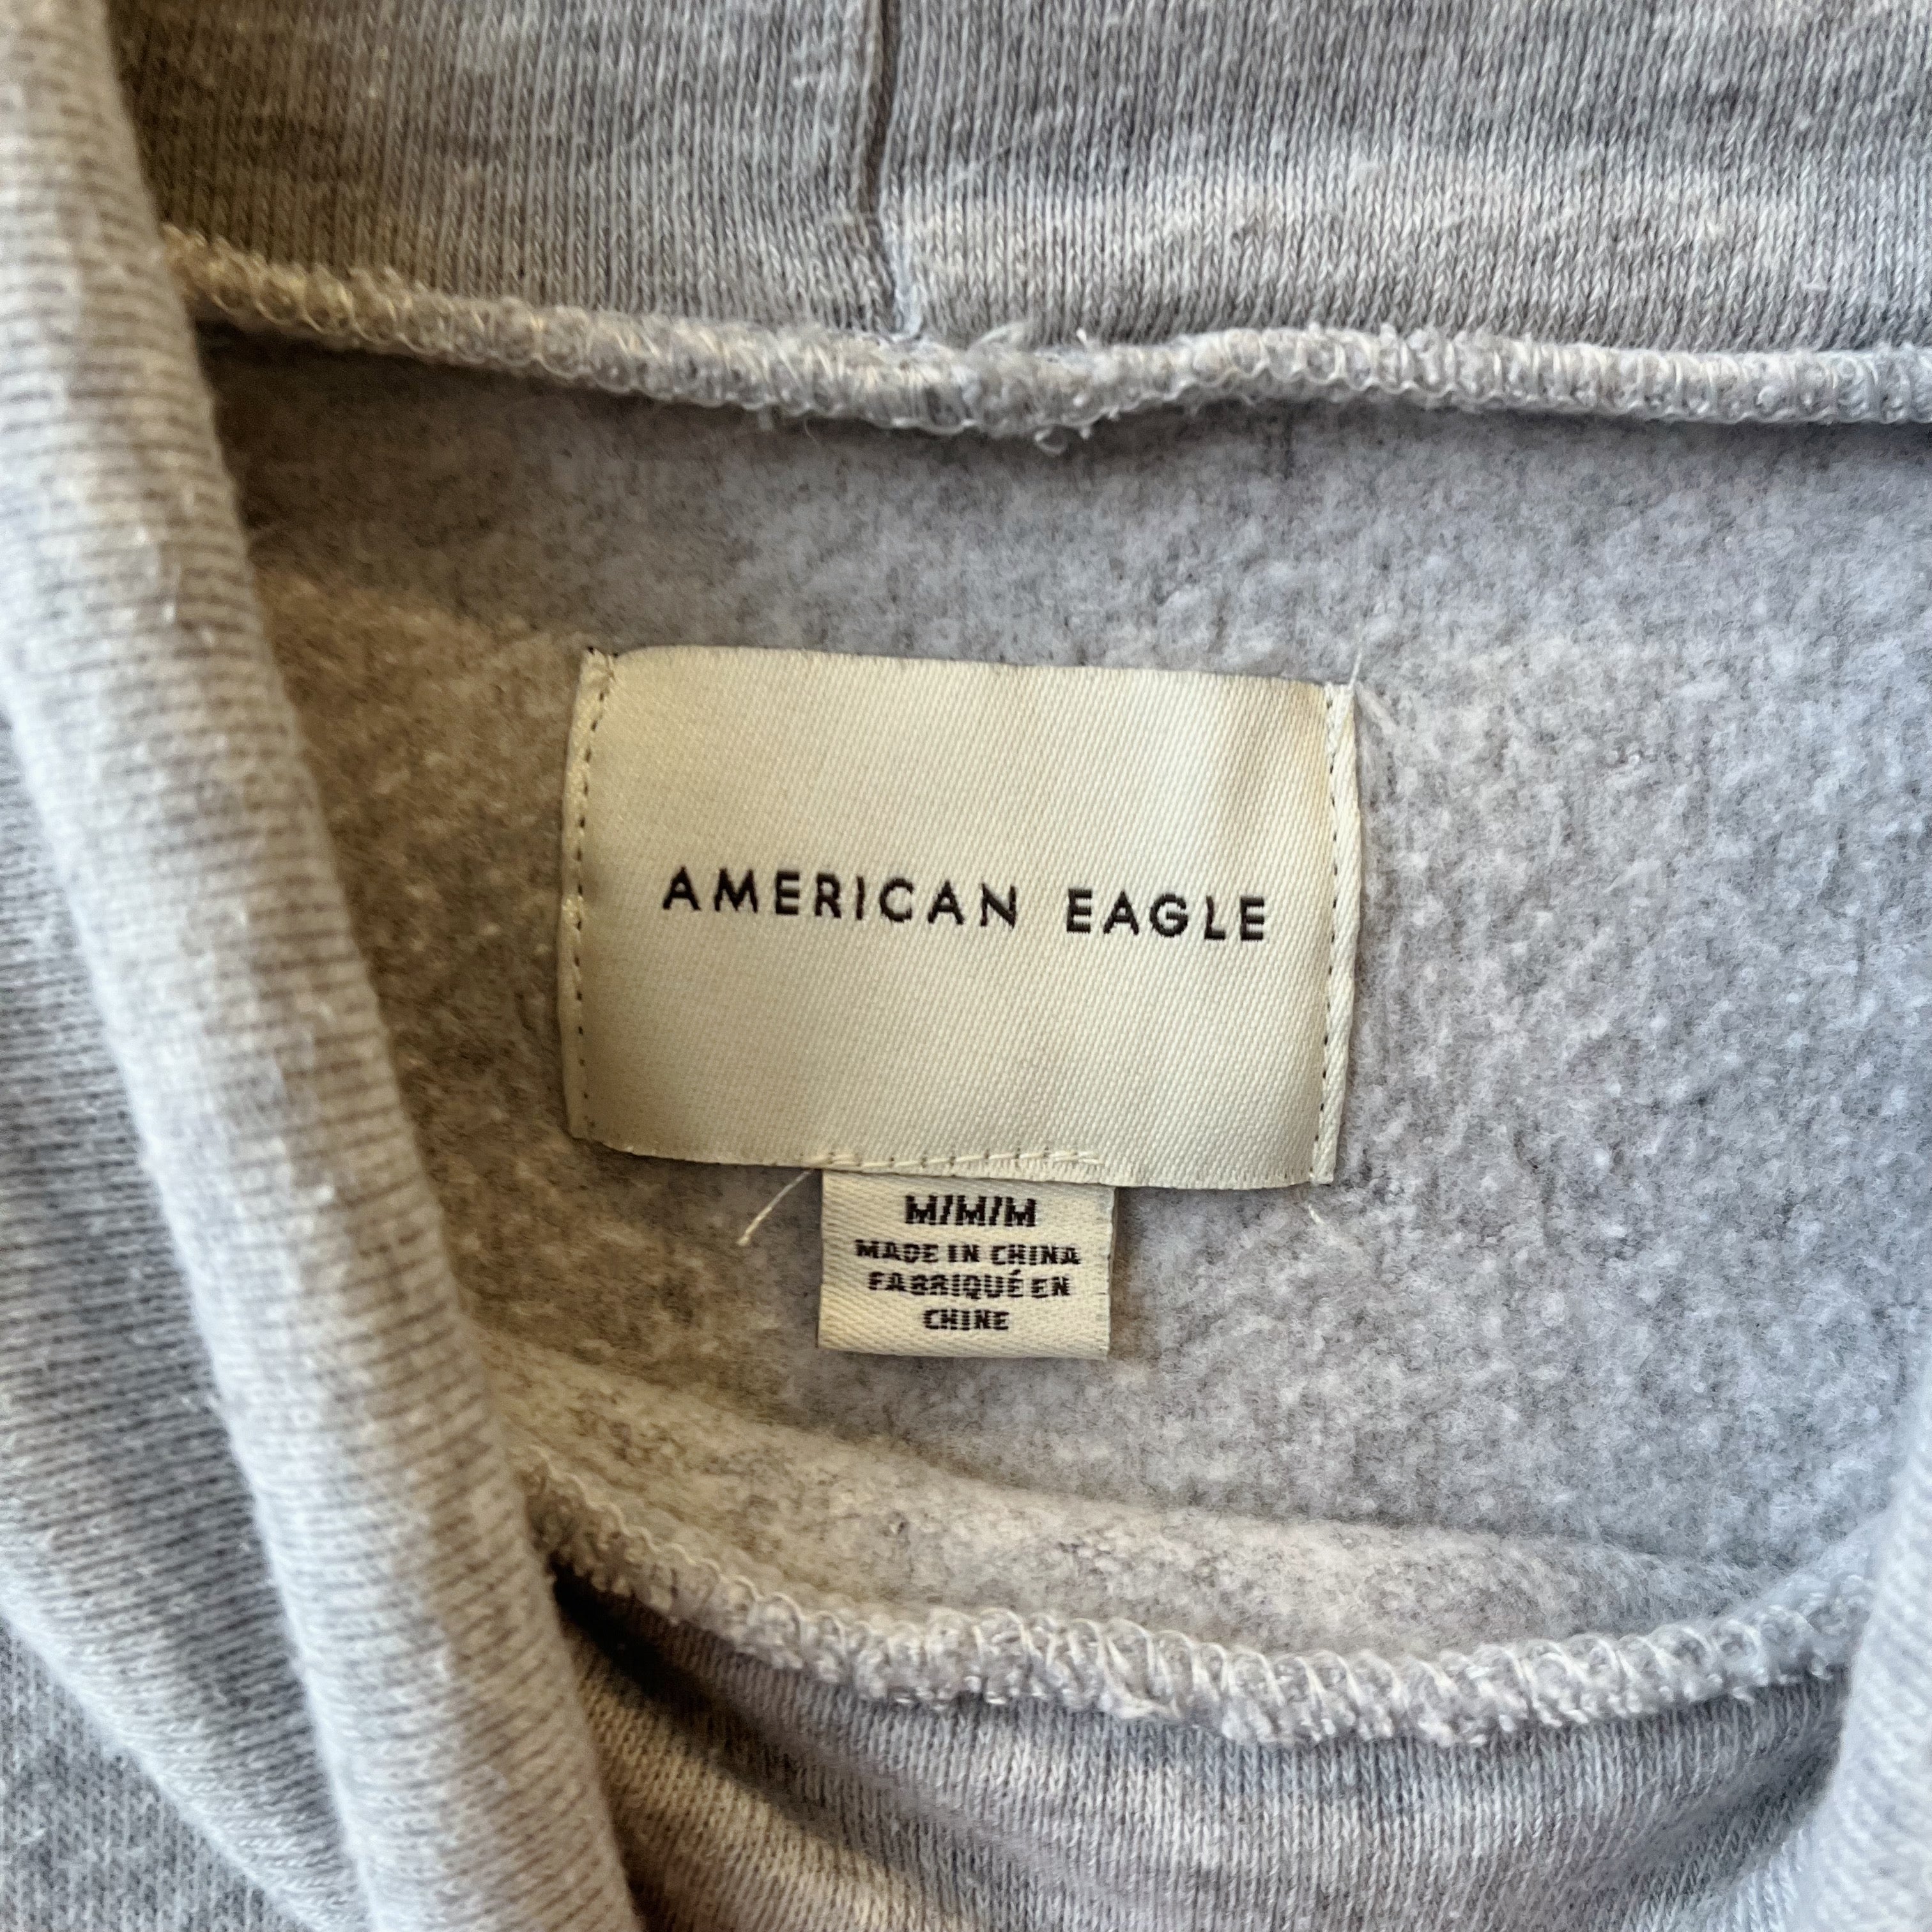 AMERICAN EAGLE
M/M/M
MADE IN CHINA
FABRIQUÉ EN
CHINE